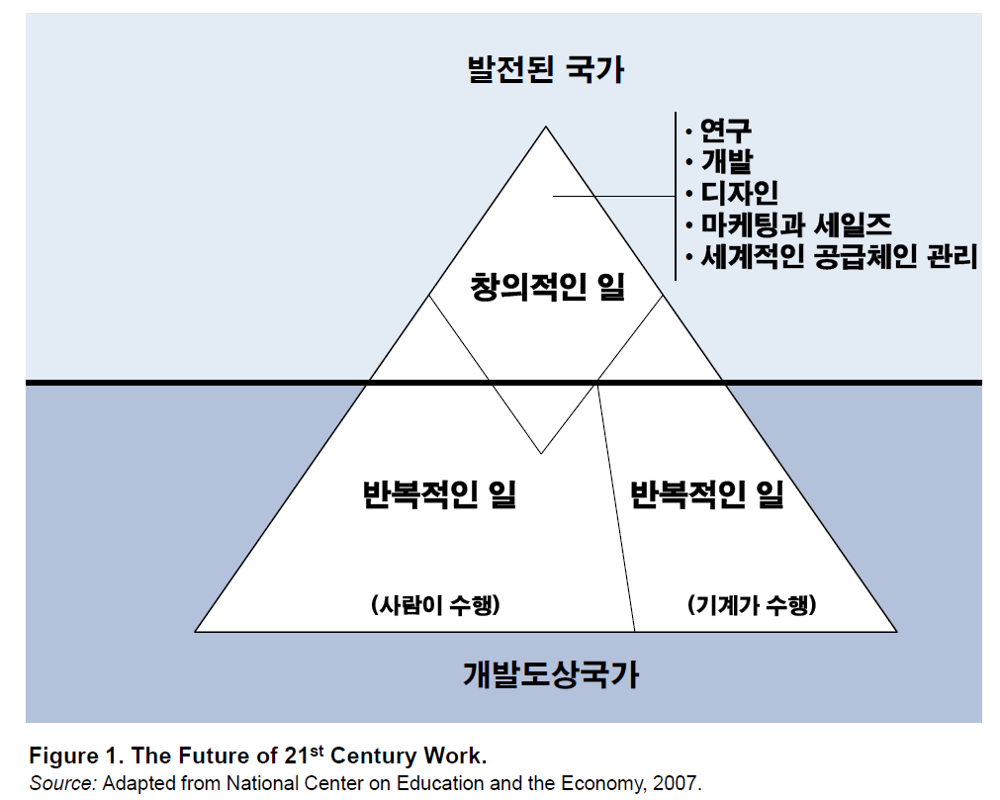 발전된 국가
• 연구
• 개발
• 디자인
• 마케팅과 세일즈
• 세계적인 공급체인 관리
창의적인 일
반복적인 일
반복적인 일
(사람이 수행)
(기계가 수행)
개발도상국가
Figure 1. The Future of 21st Century Work.
Source: Adapted from National Center on Education and the Economy, 2007.